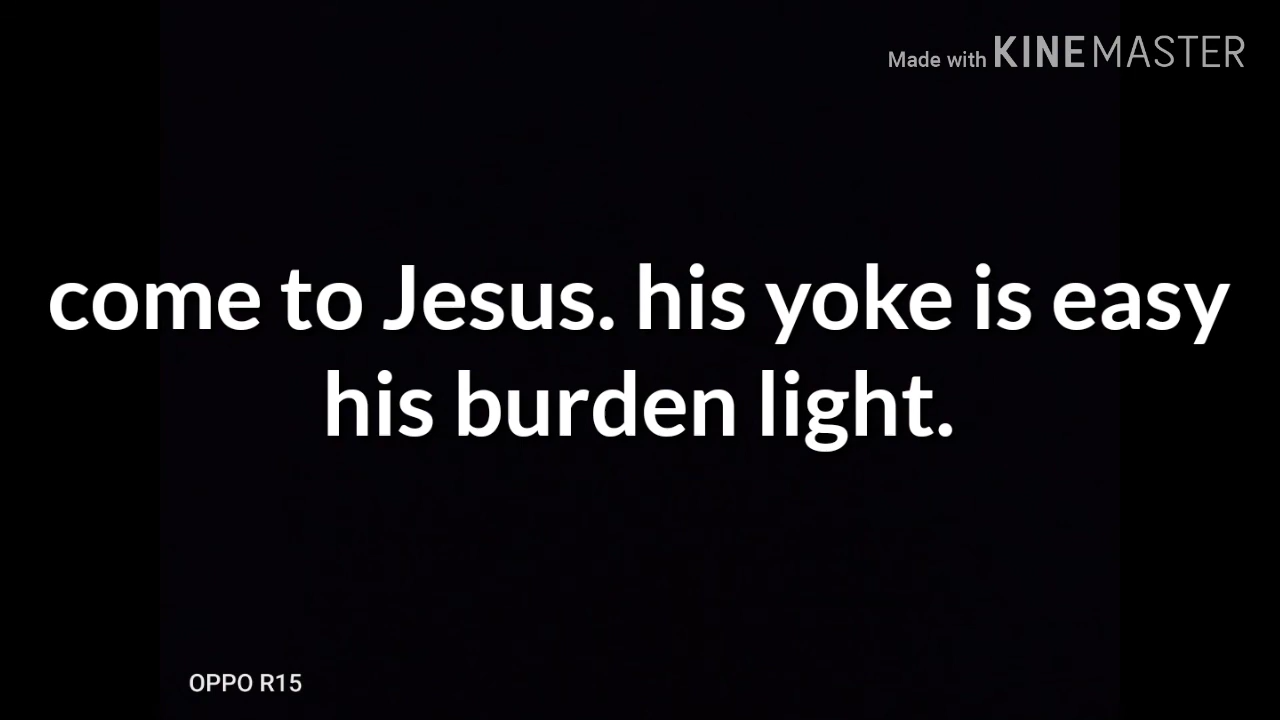 Made with KINEMASTER
come to Jesus. his yoke is easy
his burden light.
OPPO R15